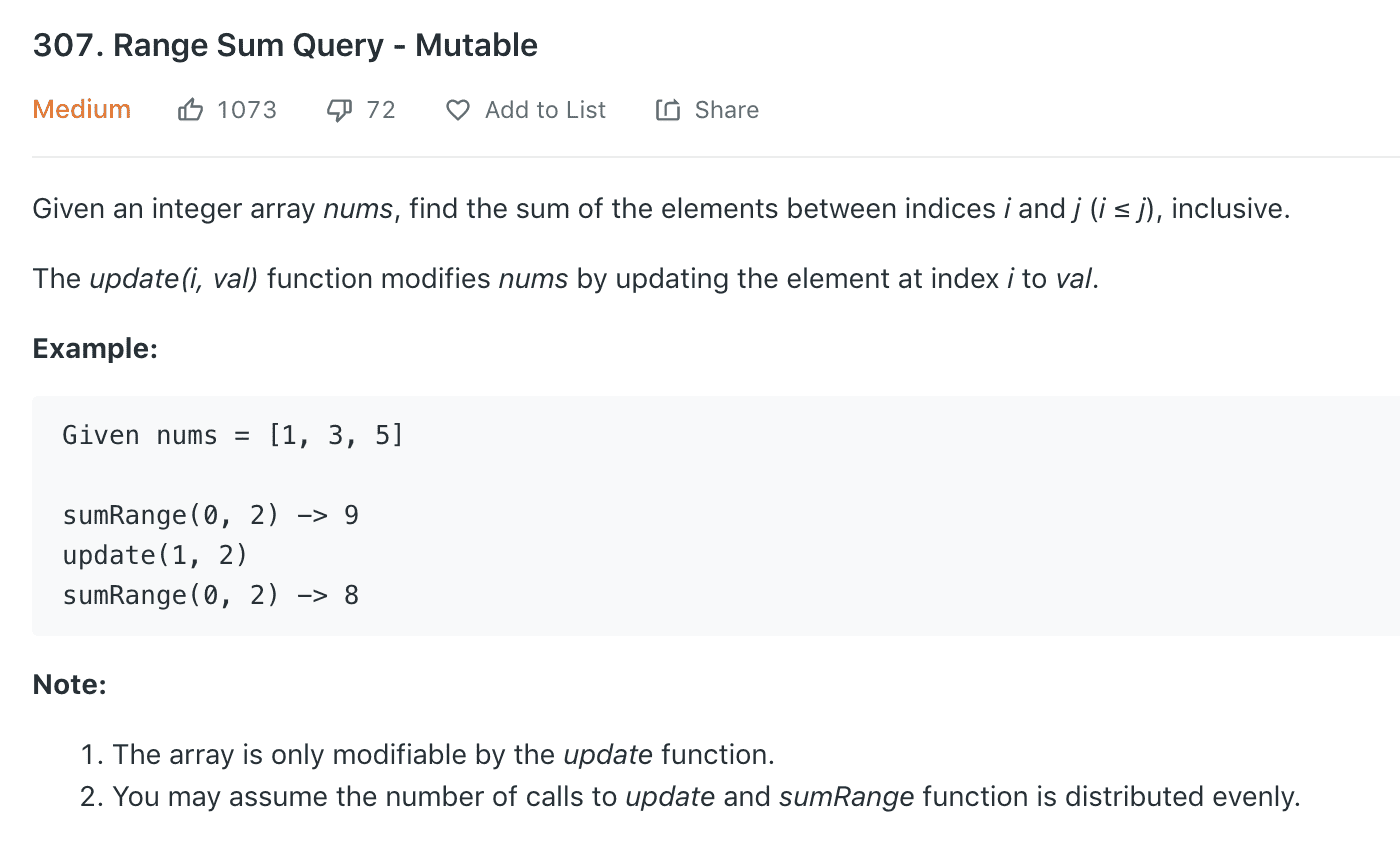 307. Range Sum Query - Mutable
Medium 1073 72 Add to List Share
Given an integer array nums, find the sum of the elements between indices i and j (i ≤ j), inclusive.
The update(i, val) function modifies nums by updating the element at index i to val.
Example:
Given nums = [1, 3, 5]
sumRange(0, 2) -> 9
update(1, 2)
sumRange(0, 2) -> 8
Note:
1. The array is only modifiable by the update function.
2. You may assume the number of calls to update and sumRange function is distributed evenly.